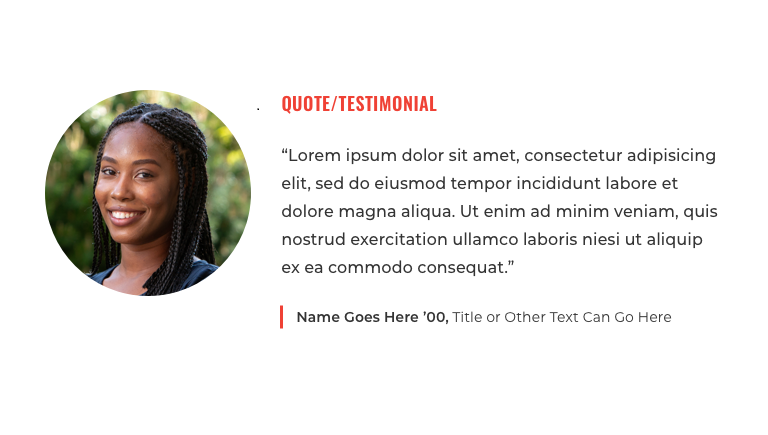 QUOTE/TESTIMONIAL
“Lorem ipsum dolor sit amet, consectetur adipisicing
elit, sed do eiusmod tempor incididunt labore et
dolore magna aliqua. Ut enim ad minim veniam, quis
nostrud exercitation ullamco laboris niesi ut aliquip
ex ea commodo consequat.”
Name Goes Here ’00, Title or Other Text Can Go Here